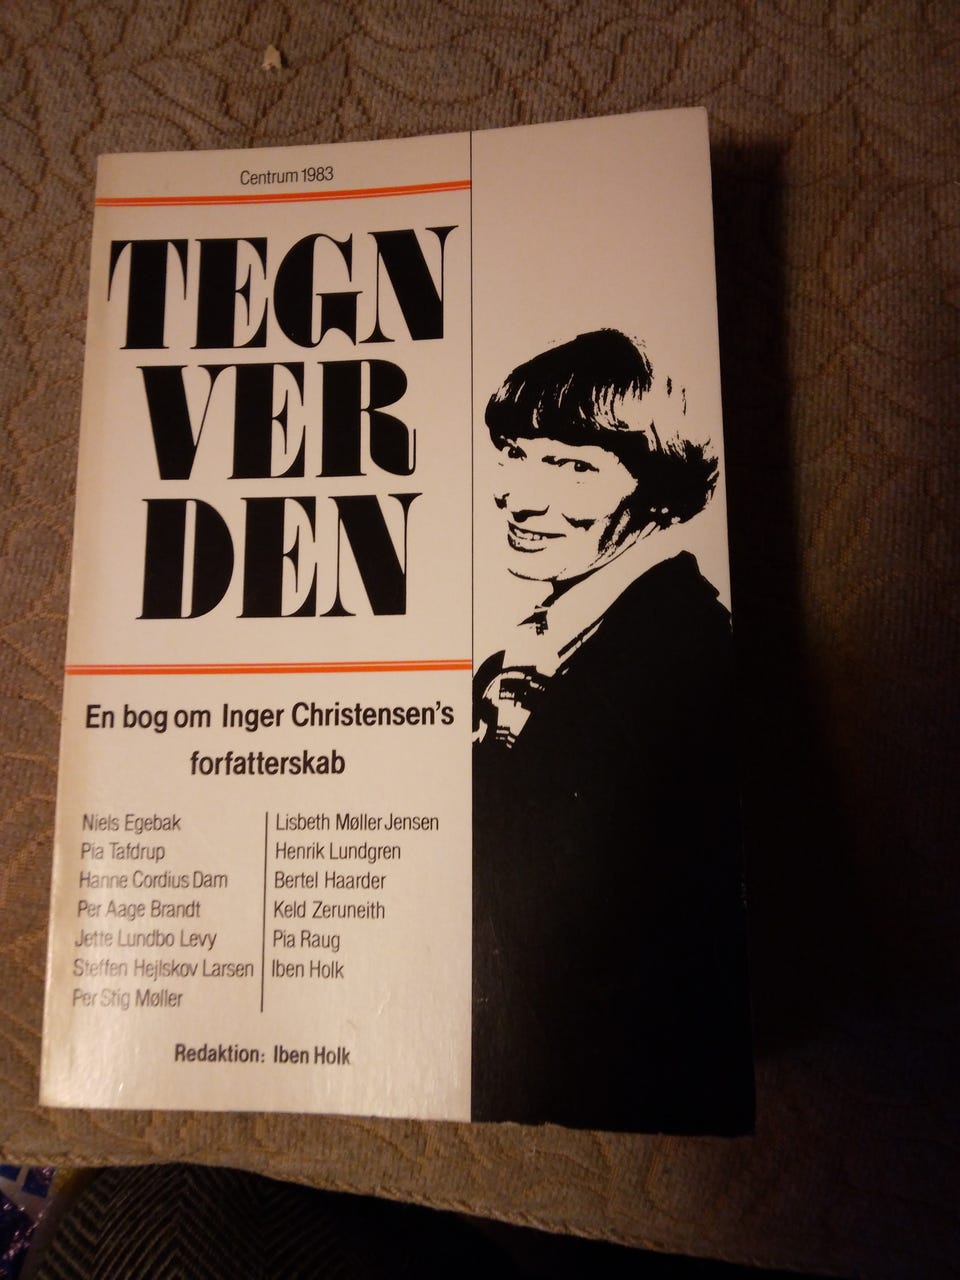 Centrum 1983
TEGN
VER
DEN
En bog om Inger Christensen's
forfatterskab
Niels Egebak
Pia Tafdrup
Hanne Cordius Dam
Per Aage Brandt
Jette Lundbo Levy
Steffen Hejlskov Larsen
Per Stig Møller
Lisbeth Møller Jensen
Henrik Lundgren
Bertel Haarder
Keld Zeruneith
Pia Raug
Iben Holk
Redaktion: Iben Holk